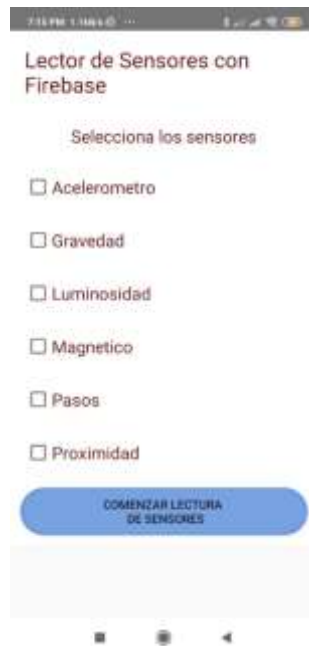 Lector de Sensores con
Firebase
Selecciona los sensores
Acelerometro
Gravedad
Luminosidad
Magnetico
Pasos
Proximidad
COMENZAR LECTURA
DE SENSORES